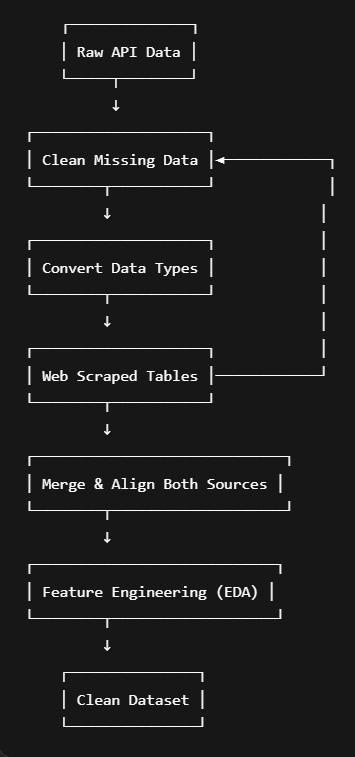 Raw API Data
Clean Missing Data
Convert Data Types
Web Scraped Tables
Merge & Align Both Sources
Feature Engineering (EDA)
Clean Dataset